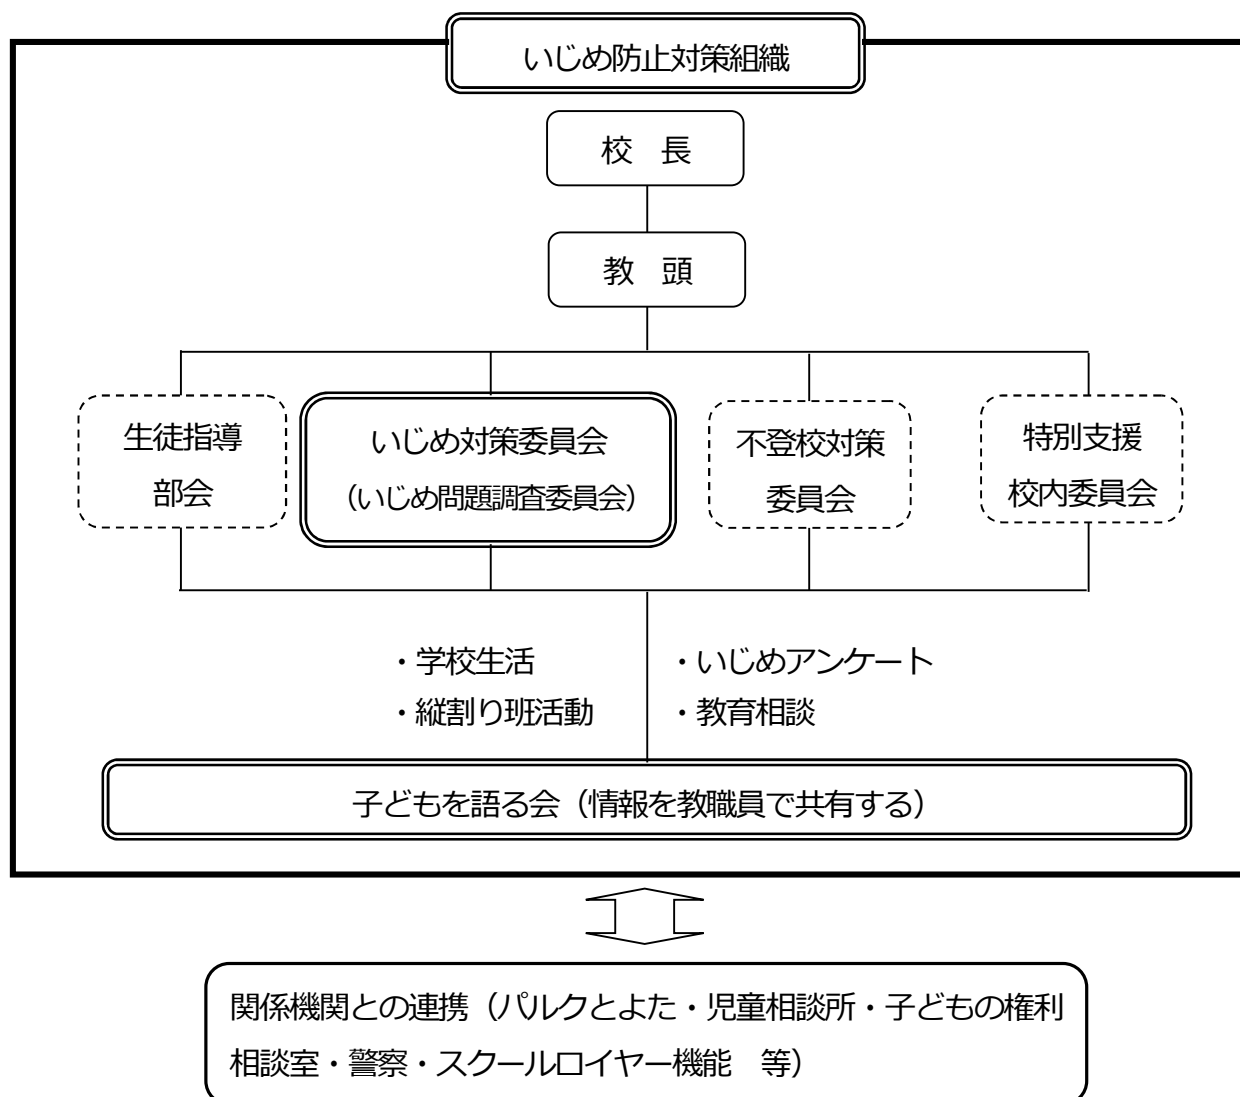 いじめ防止対策組織
校　長
教　頭
生徒指導
部会
いじめ対策委員会
（いじめ問題調査委員会）
不登校対策
委員会
特別支援
校内委員会
・学校生活
・縦割り班活動
・いじめアンケート
・教育相談
子どもを語る会（情報を教職員で共有する）
関係機関との連携（パルクとよた・児童相談所・子どもの権利
相談室・警察・スクールロイヤー機能　等）